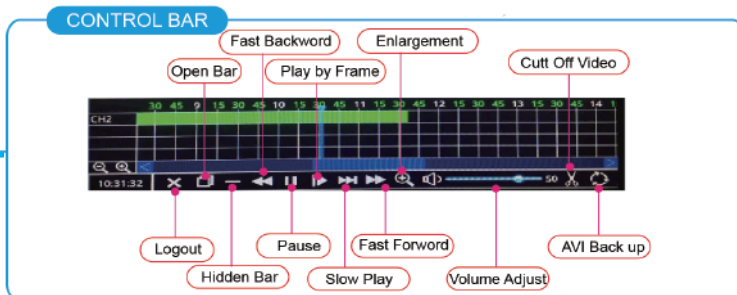 CONTROL BAR
Fast Backword
Enlargement
Cutt Off Video
Open Bar
Play by Frame
30 45 9 15 30 45 10 15 30 45 11 15 30 45 12 15 30 45 13 15 30 45 14 1
CH2
10:31:32
50
Logout
Pause
Fast Forword
AVI Back up
Hidden Bar
Slow Play
Volume Adjust